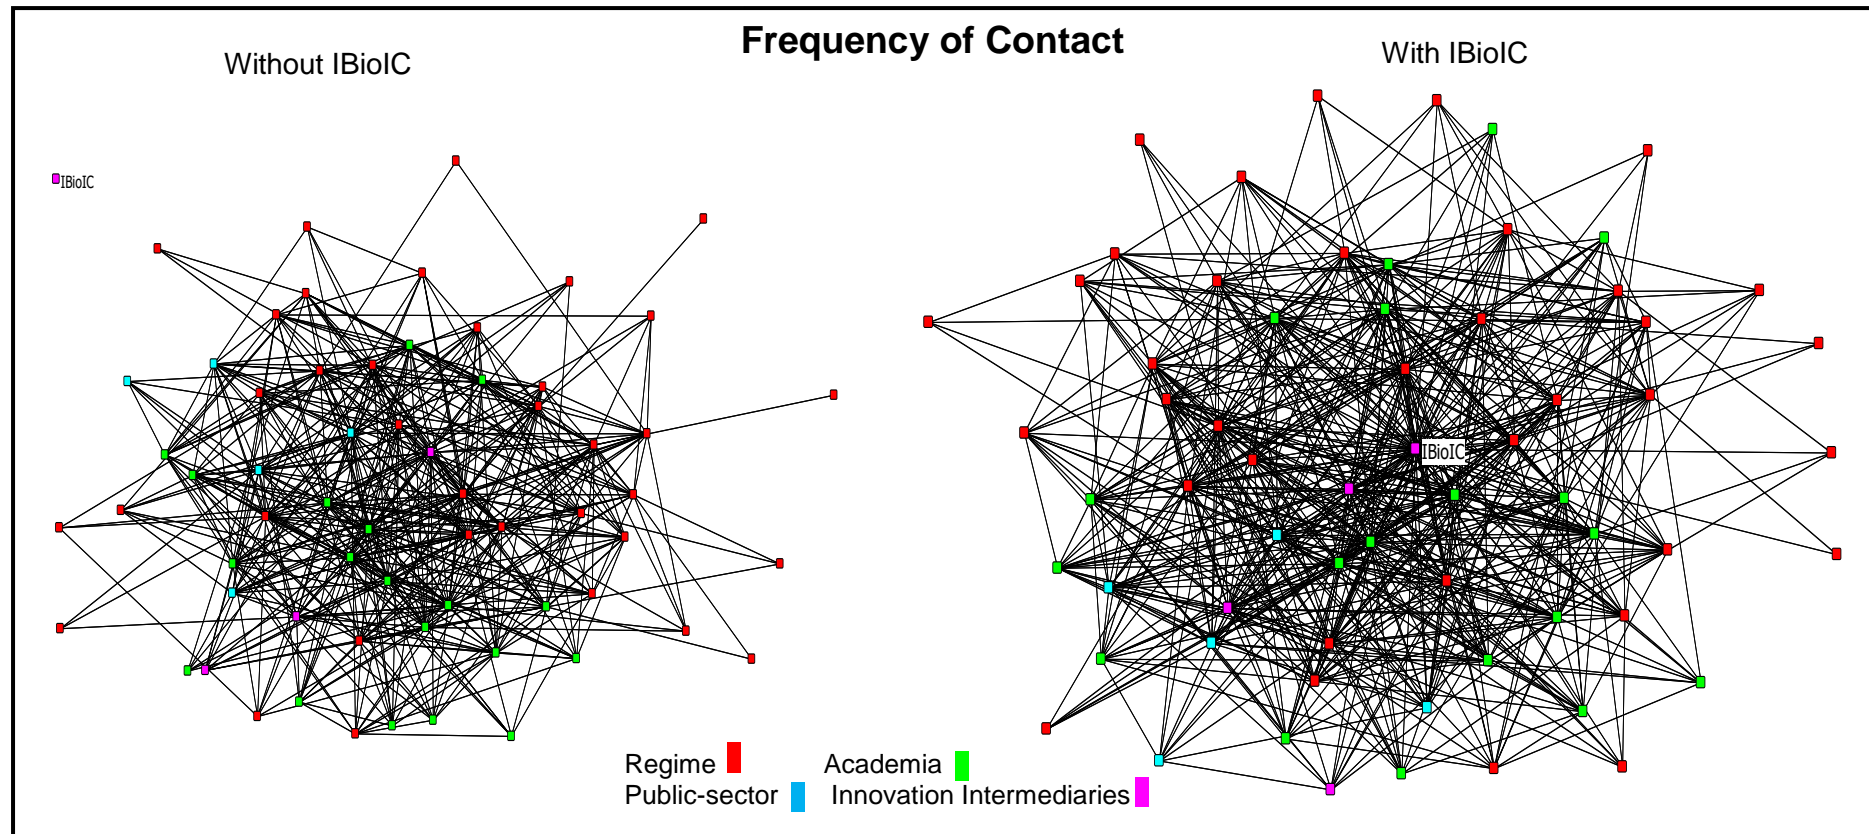 Frequency of Contact
Without IBioIC
With IBioIC
IBioIC
IBioIC
Regime
Academia
Public-sector
Innovation Intermediaries